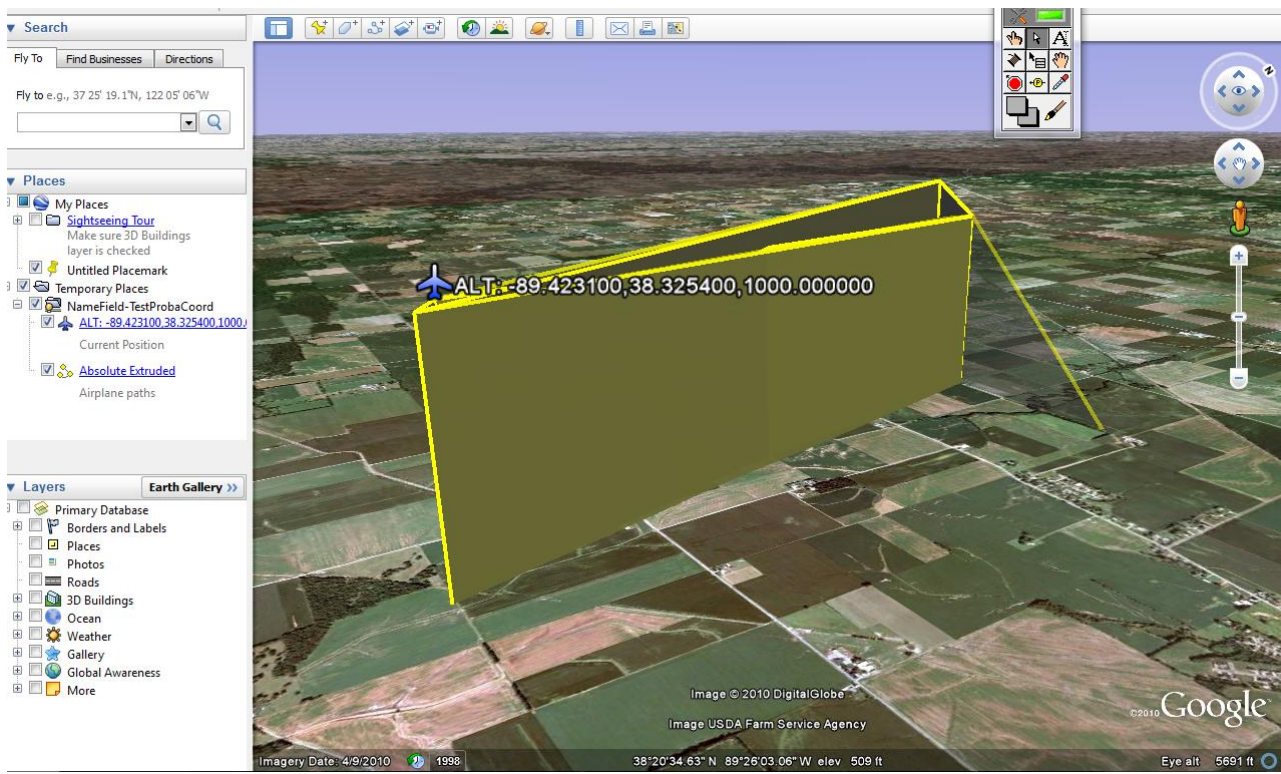 Search
Fly To
Find Businesses
Directions
Fly to e.g., 37 25' 19.1"N, 122 05' 06"W
Places
My Places
Sightseeing Tour
Make sure 3D Buildings
layer is checked
Untitled Placemark
Temporary Places
NameField-TestProbaCoord
ALT: -89.423100,38.325400,1000.
Current Position
Absolute Extruded
Airplane paths
Layers
Earth Gallery >>
Primary Database
Borders and Labels
Places
Photos
Roads
3D Buildings
Ocean
Weather
Gallery
Global Awareness
More
A
N
P
ALT: -89.423100,38.325400,1000.000000
Image © 2010 DigitalGlobe
Image USDA Farm Service Agency
©2010 Google
Imagery Date: 4/9/2010 1998 38°20'34.63" N 89°26'03.06" W elev 509 ft Eye alt 5691 ft